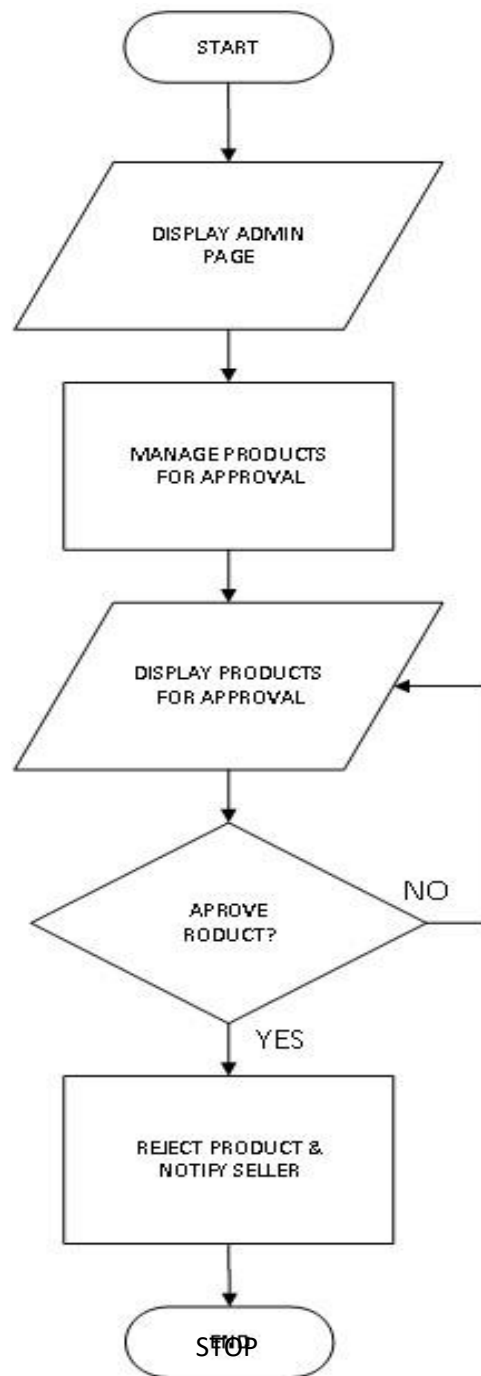 START
DISPLAY ADMIN
PAGE
MANAGE PRODUCTS
FOR APPROVAL
DISPLAY PRODUCTS
FOR APPROVAL
APROVE
RODUCT?
NO
YES
REJECT PRODUCT &
NOTIFY SELLER
END
STOP